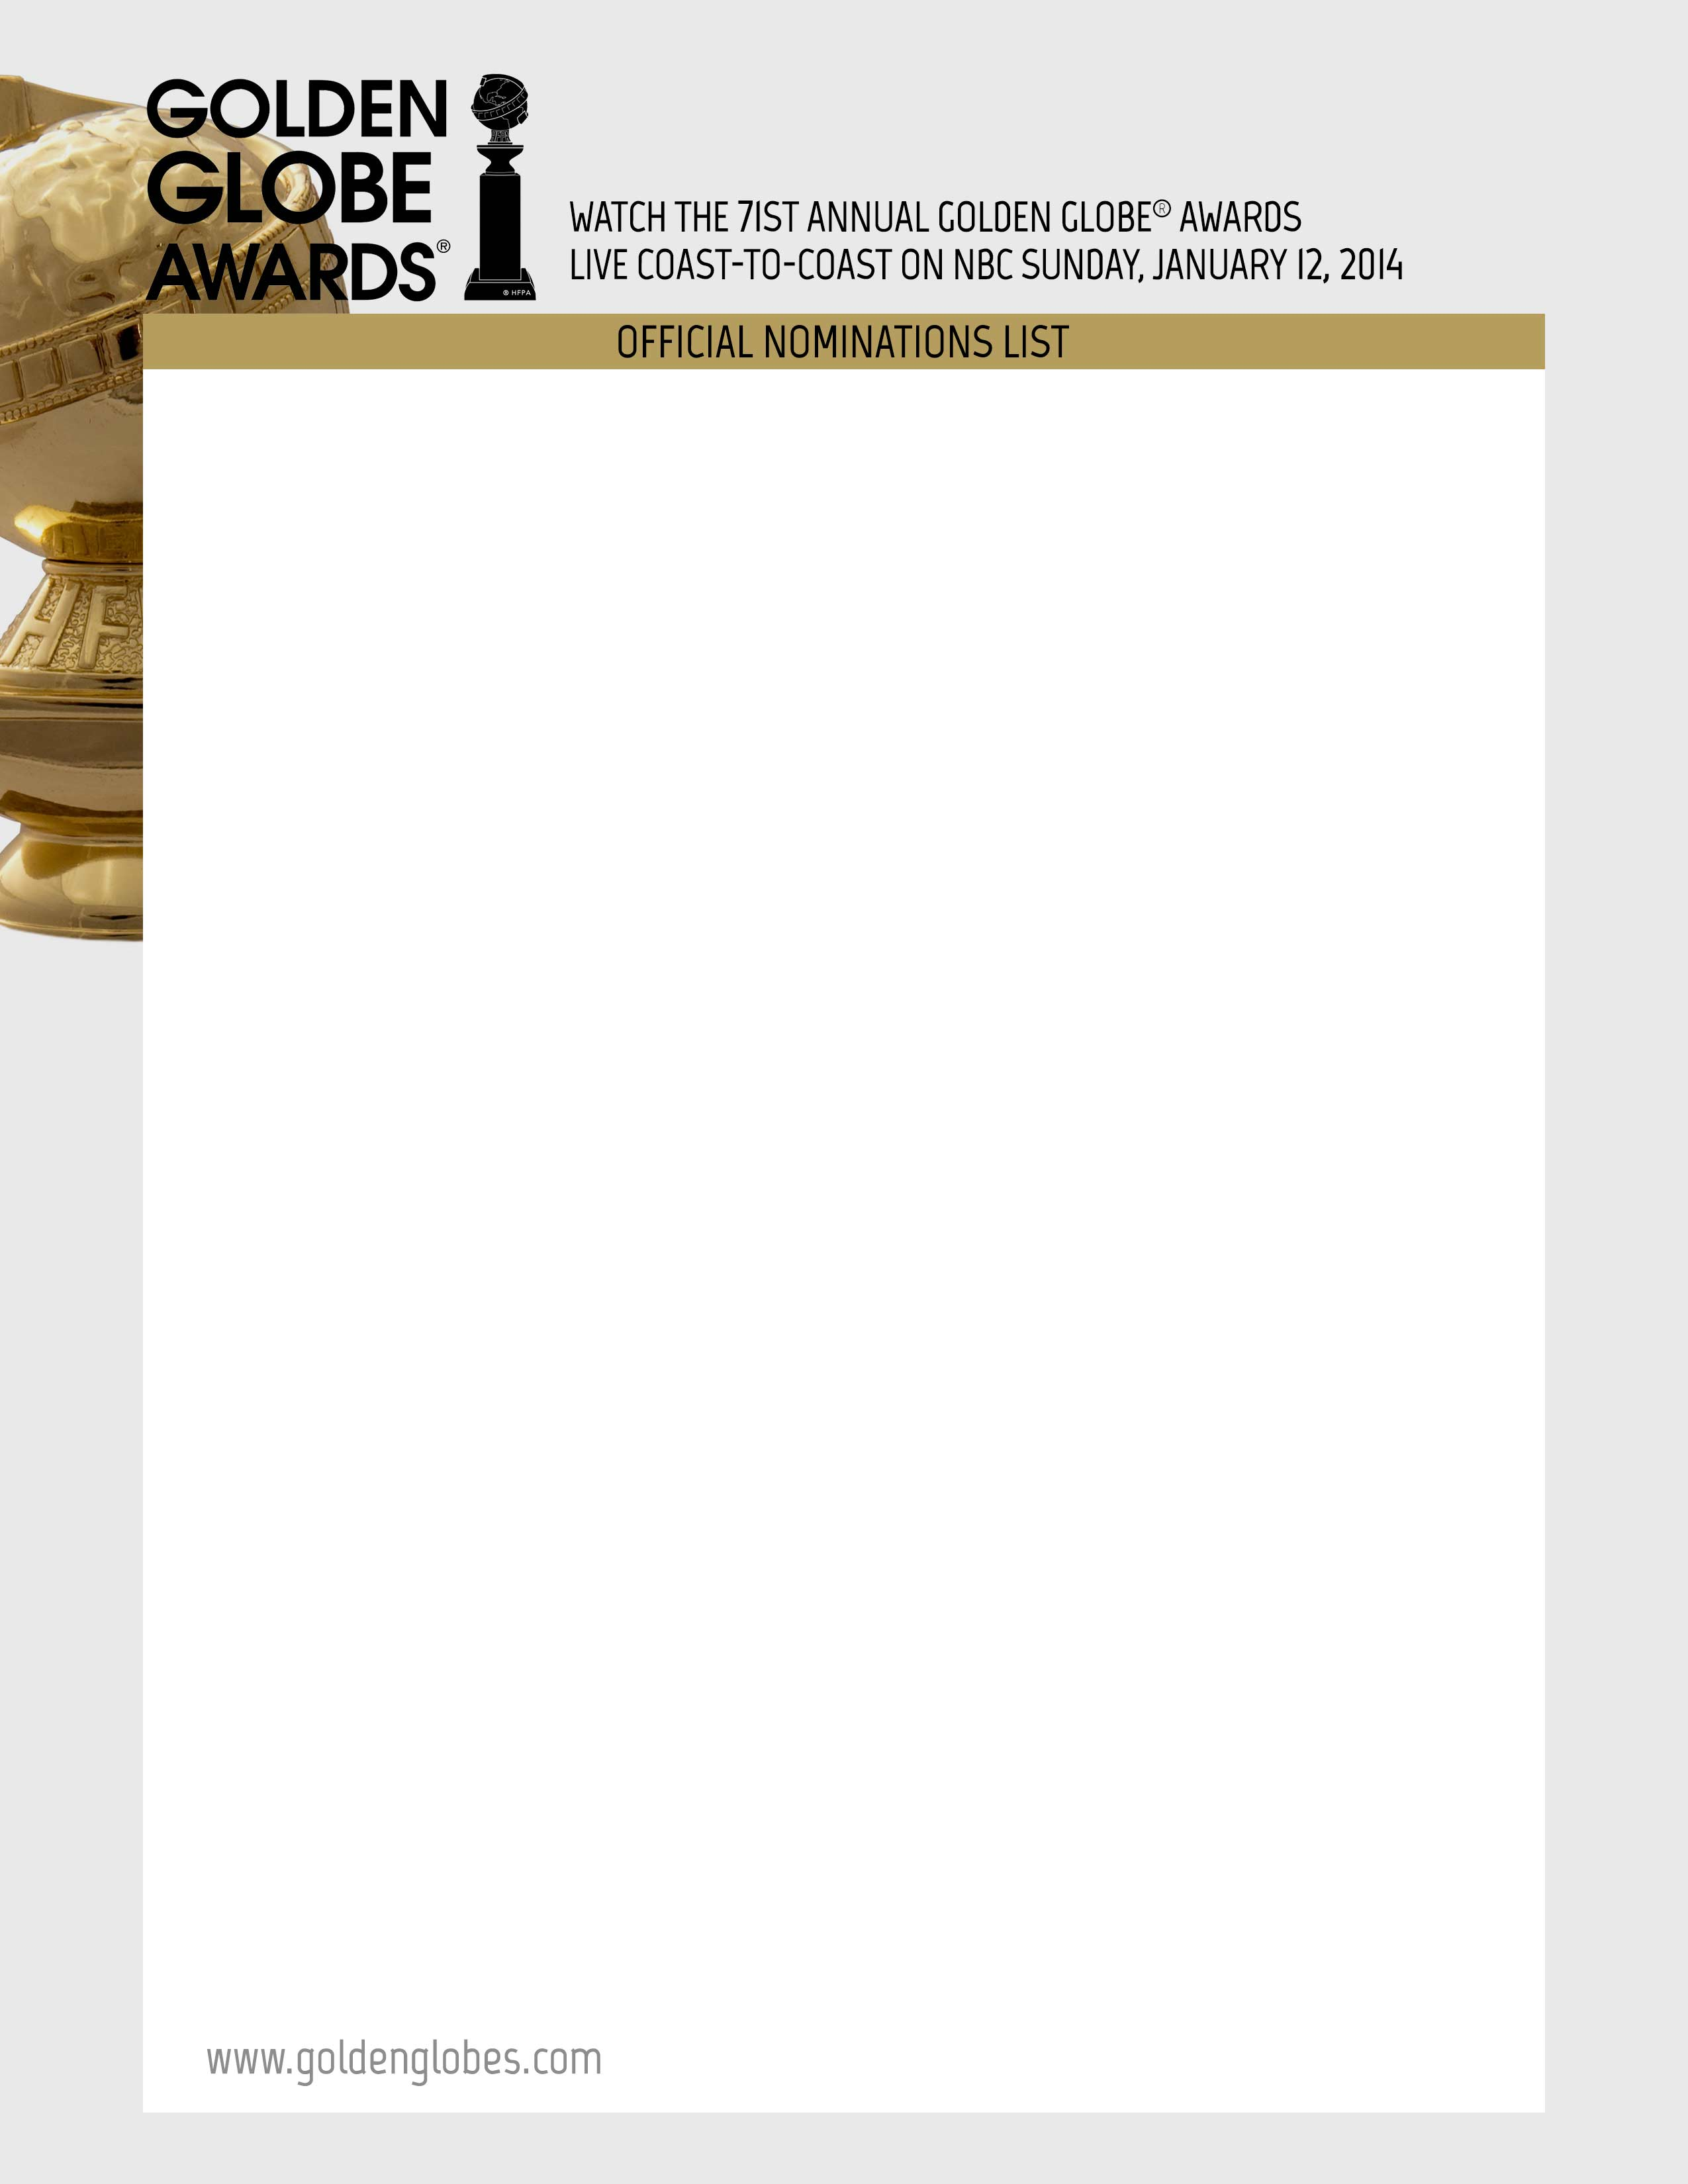 GOLDEN
GLOBE
AWARDS®
® HFPA
WATCH THE 71ST ANNUAL GOLDEN GLOBE® AWARDS
LIVE COAST-TO-COAST ON NBC SUNDAY, JANUARY 12, 2014
OFFICIAL NOMINATIONS LIST
HF
www.goldenglobes.com